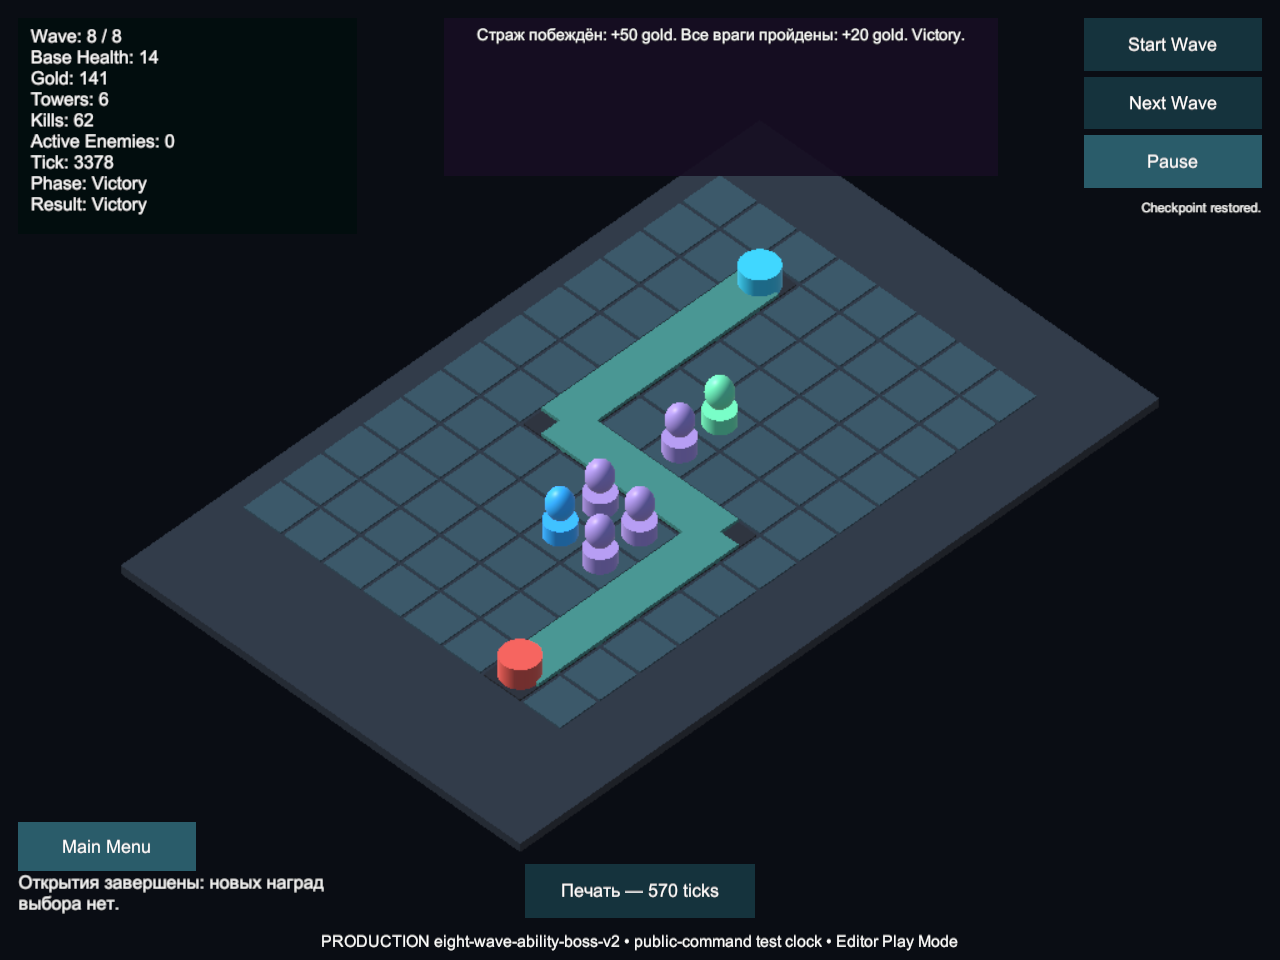 Wave: 8 / 8
Base Health: 14
Gold: 141
Towers: 6
Kills: 62
Active Enemies: 0
Tick: 3378
Phase: Victory
Result: Victory
Страж побеждён: +50 gold. Все враги пройдены: +20 gold. Victory.
Start Wave
Next Wave
Pause
Checkpoint restored.
Main Menu
Открытия завершены: новых наград
выбора нет.
Печать — 570 ticks
PRODUCTION eight-wave-ability-boss-v2 • public-command test clock • Editor Play Mode